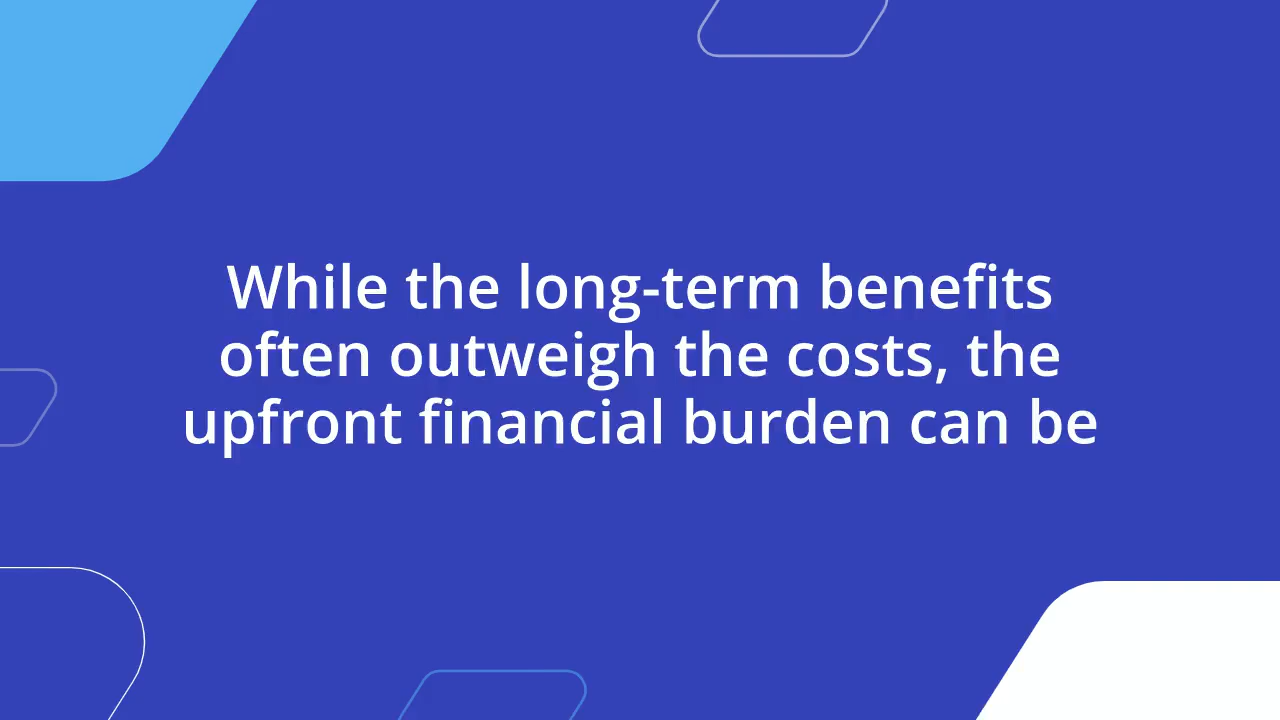 While the long-term benefits
often outweigh the costs, the
upfront financial burden can be